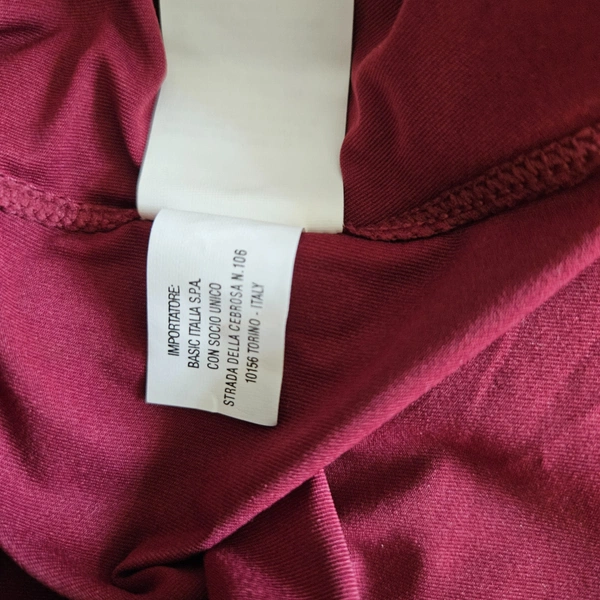 IMPORTATORE:
BASIC ITALIA S.P.A.
CON SOCIO UNICO
STRADA DELLA CEBROSA N.106
10156 TORINO - ITALY